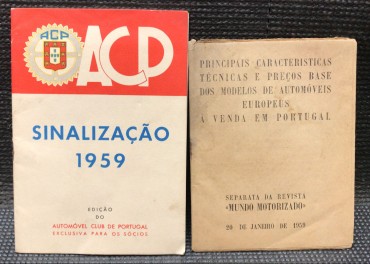 ACP
ACP
SINALIZAÇÃO
1959
EDIÇÃO
DO
AUTOMÓVEL CLUB DE PORTUGAL
EXCLUSIVA PARA OS SÓCIOS
PRINCIPAIS CARACTERISTICAS
TÉCNICAS E PREÇOS BASE
DOS MODELOS DE AUTOMÓVEIS
EUROPEUS
À VENDA EM PORTUGAL
SEPARATA DA REVISTA
«MUNDO MOTORIZADO»
20 DE JANEIRO DE 1959